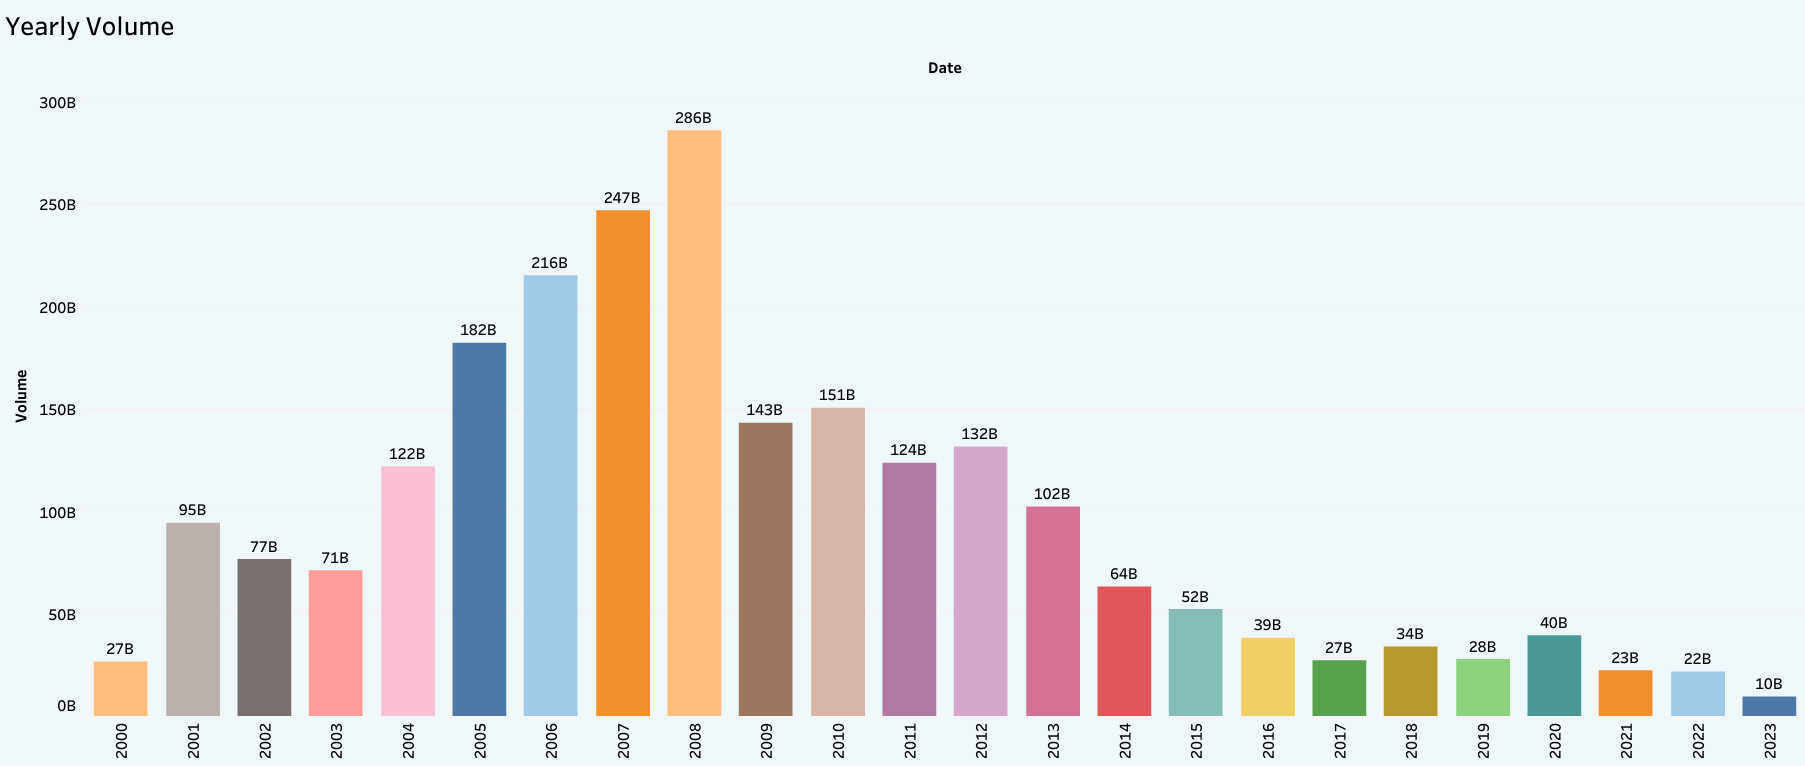 Yearly Volume
Date
Volume
300B
250B
200B
150B
100B
50B
0B
27B
95B
77B
71B
122B
182B
216B
247B
286B
143B
151B
124B
132B
102B
64B
52B
39B
27B
34B
28B
40B
23B
22B
10B
2000
2001
2002
2003
2004
2005
2006
2007
2008
2009
2010
2011
2012
2013
2014
2015
2016
2017
2018
2019
2020
2021
2022
2023